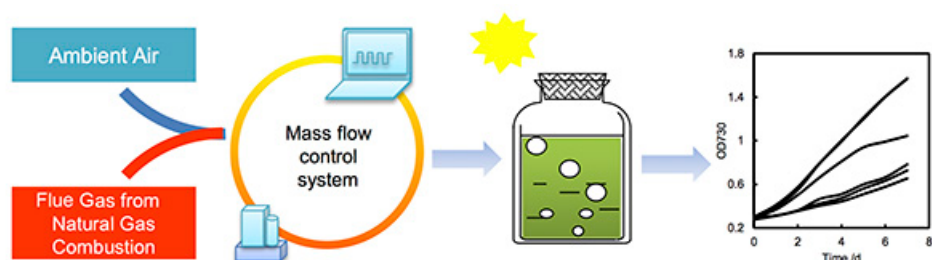 Ambient Air
Flue Gas from
Natural Gas
Combustion
Mass flow
control
system
OD730
1.8
1.4
1
0.6
0.2
0
2
4
6
8
Time /d